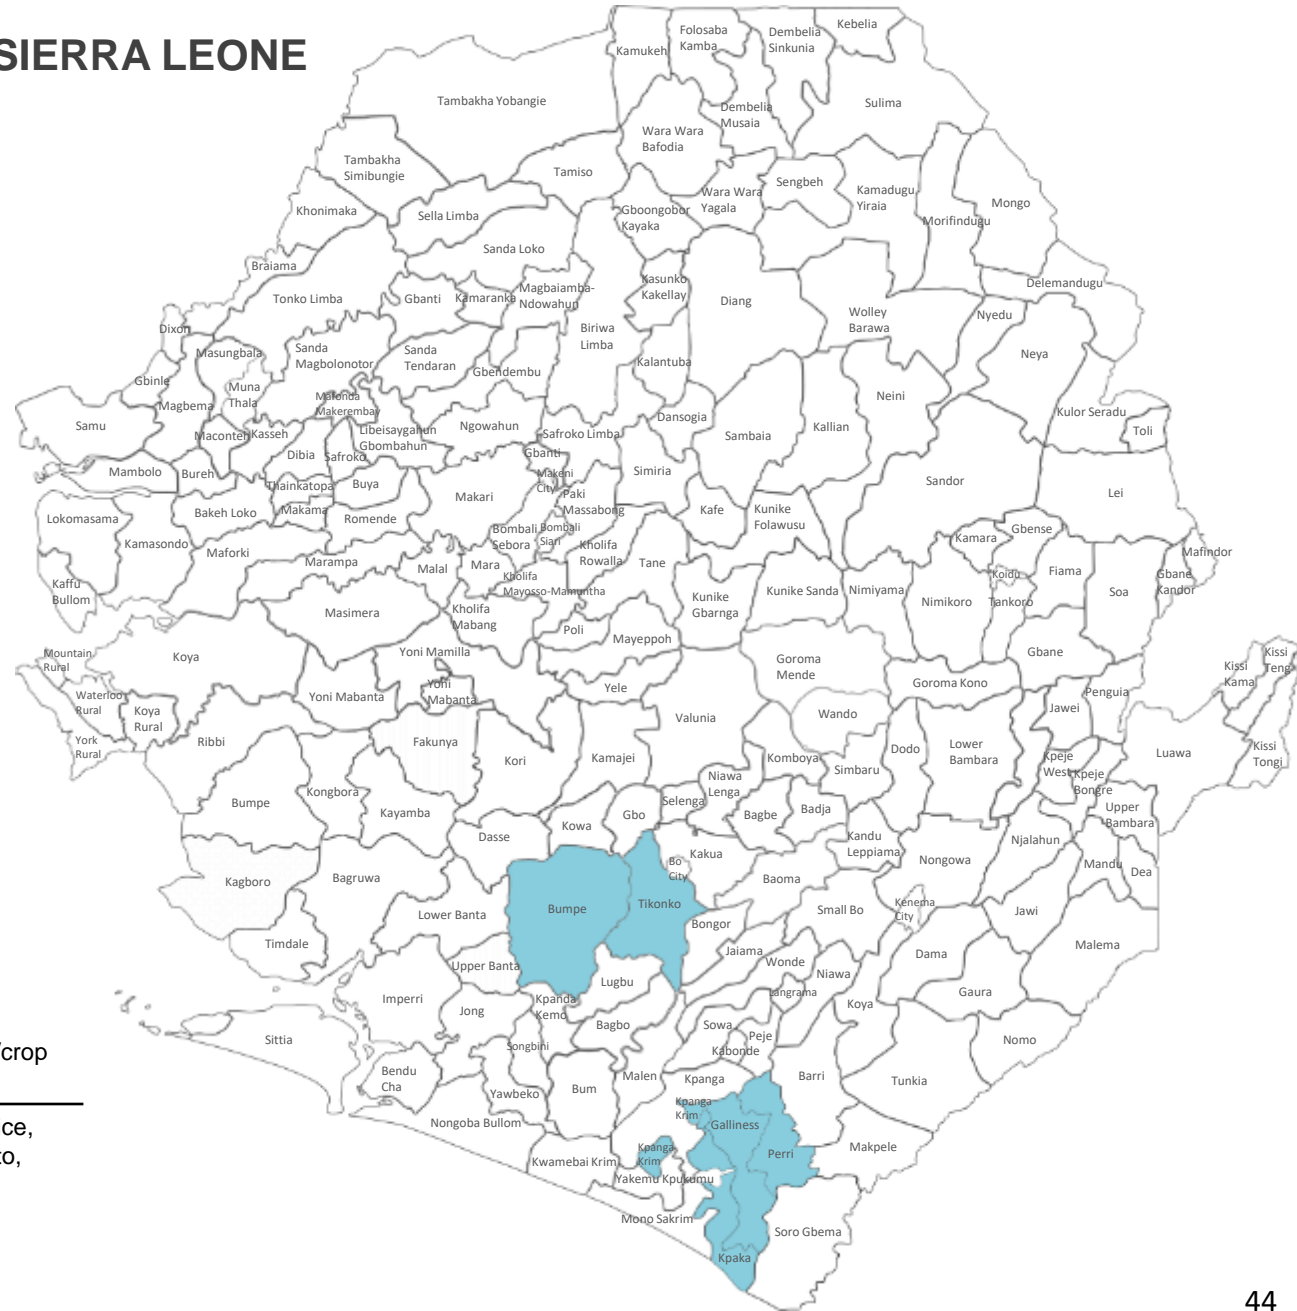 SIERRA LEONE
Kebelia
Folosaba
Kamba
Dembelia
Sinkunia
Kamukeh
Tambakha Yobangie
Sulima
Dembelia
Musaia
Wara Wara
Bafodia
Tambakha
Simibungie
Tamiso
Sengbeh
Wara Wara
Yagala
Kamadugu
Yiraia
Mongo
Khonimaka
Sella Limba
Gboongobor
Kayaka
Morifindugu
Sanda Loko
Braiama
Kasunko
Kakellay
Delemandugu
Tonko Limba
Gbanti
Kamaranka
Magbaiamba-
Ndowahun
Diang
Wolley
Barawa
Nyedu
Dixon
Biriwa
Limba
Masungbala
Sanda
Magbolonotor
Sanda
Tendaran
Kalantuba
Neya
Gbendembu
Gbinle
Muna
Thala
Mafonda
Makerembay
Neini
Magbema
Kulor Seradu
Samu
Dansogia
Kallian
Toli
Maconteh
Kasseh
Libeisaygahun
Gbombahun
Ngowahun
Safroko Limba
Sambaia
Dibia
Safroko
Gbanti
Mambolo
Bureh
Simiria
Makeni
City
Sandor
Thainkatopa
Buya
Makari
Paki
Massabong
Lei
Lokomasama
Bakeh Loko
Makama
Romende
Kafe
Kunike
Folawusu
Kamasondo
Bombali
Sebora
Bombali
Siari
Gbense
Kamara
Maforki
Kholifa
Rowalla
Mafindor
Marampa
Malal
Mara
Tane
Kaffu
Bullom
Kholifa
Mayosso-Mamuntha
Koidu
Fiama
Gbane
Kandor
Kunike
Gbarnga
Kunike Sanda
Nimiyama
Nimikoro
Tankoro
Soa
Masimera
Kholifa
Mabang
Poli
Mayeppoh
Mountain
Rural
Koya
Yoni Mamilla
Goroma
Mende
Gbane
Kissi
Teng
Kissi
Kama
Waterloo
Rural
Yoni Mabanta
Yoni
Mabanta
Yele
Goroma Kono
Penguia
Koya
Rural
Valunia
Wando
Jawei
York
Rural
Ribbi
Fakunya
Kori
Kamajei
Dodo
Lower
Bambara
Luawa
Kissi
Tongi
Komboya
Simbaru
Kpeje
West
Kpeje
Bongre
Niawa
Lenga
Bumpe
Kongbora
Kayamba
Selenga
Gbo
Bagbe
Badja
Upper
Bambara
Kowa
Dasse
Kandu
Leppiama
Njalahun
Kakua
Bo
City
Nongowa
Mandu
Dea
Kagboro
Bagruwa
Baoma
Bumpe
Tikonko
Kenema
City
Lower Banta
Small Bo
Jawi
Bongor
Timdale
Jaiama
Malema
Dama
Upper Banta
Wonde
Niawa
Lugbu
Langrama
Gaura
Imperri
Kpanda
Kemo
Jong
Koya
Bagbo
Sowa
Peje
Sittia
Songbini
Kabonde
Nomo
/crop
Bendu
Cha
Malen
Kpanga
Barri
Tunkia
Yawbeko
Bum
Kpanga
Krim
ce,
Nongoba Bullom
Galliness
to,
Kpanga
Krim
Perri
Makpele
Kwamebai Krim
Yakemu Kpukumu
Mono Sakrim
Soro Gbema
Kpaka
44